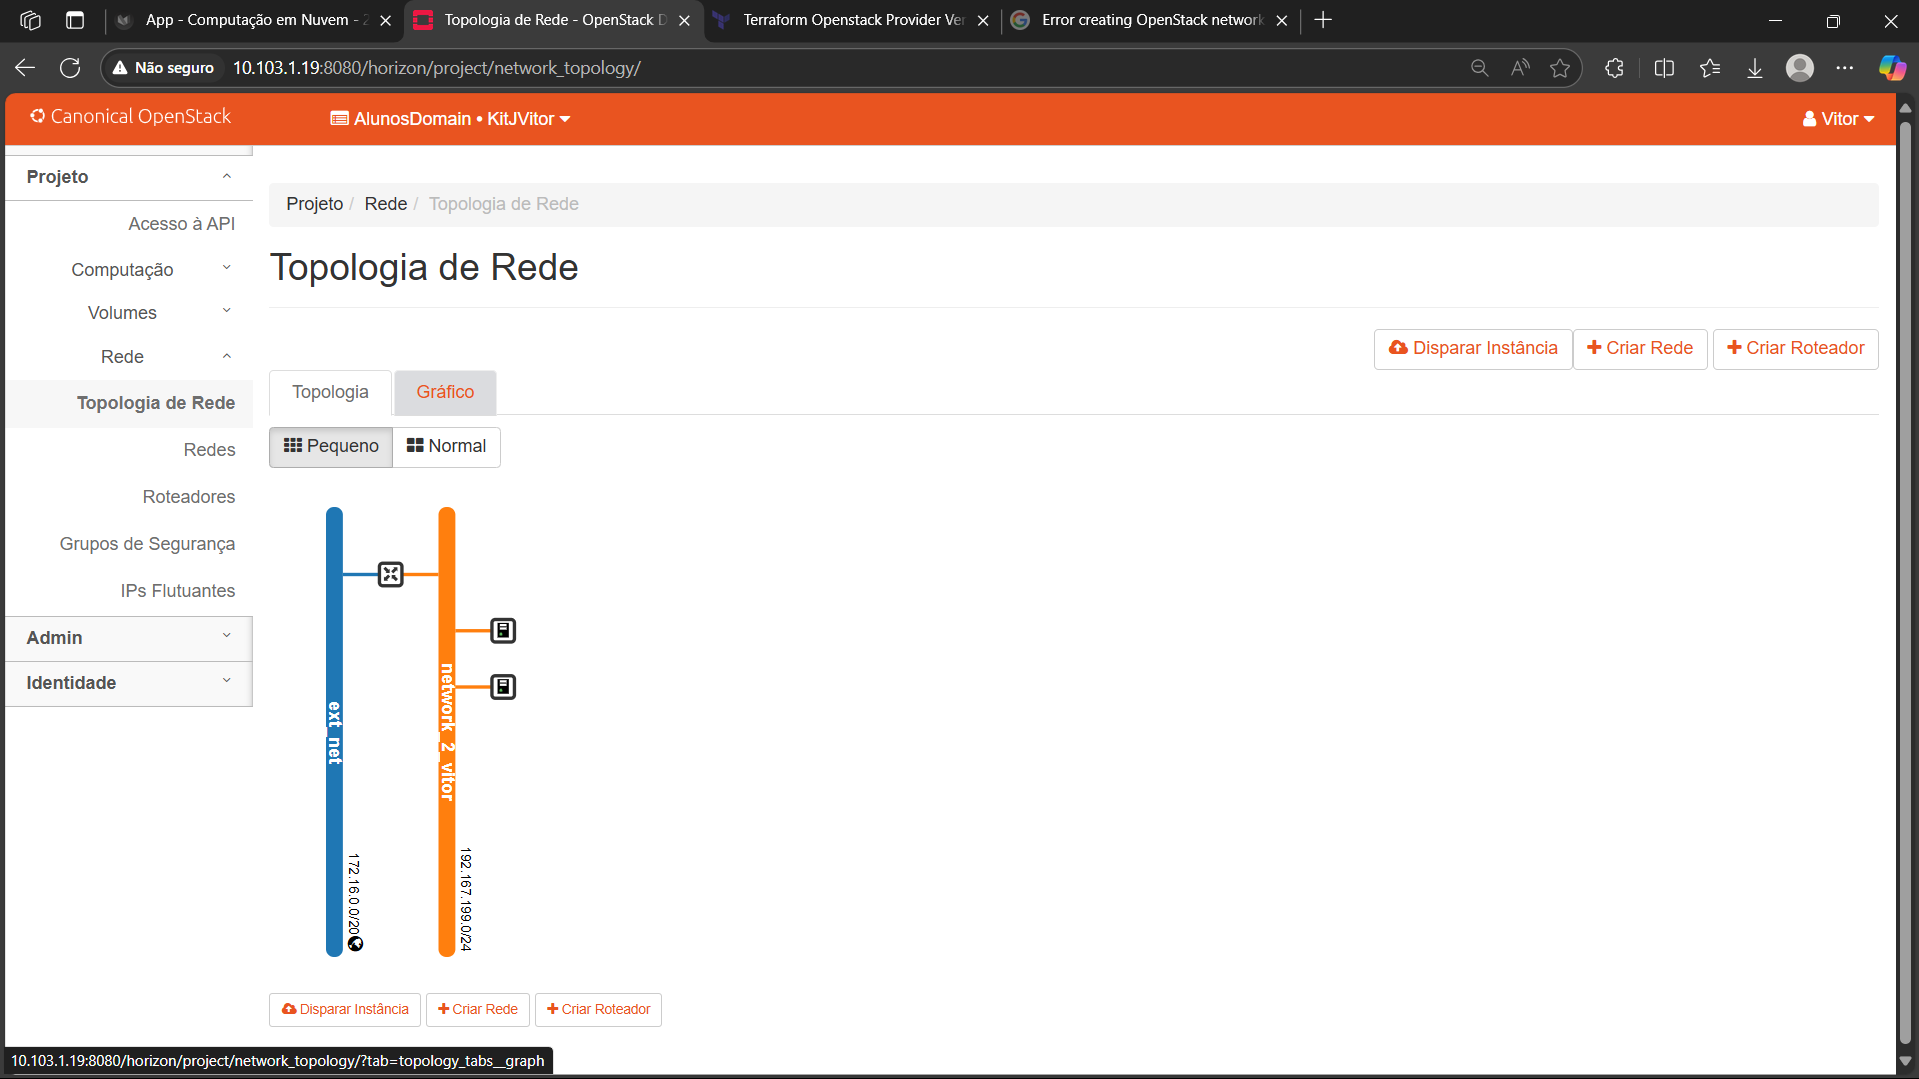 App - Computação em Nuvem - 2
Topologia de Rede - OpenStack D
Terraform Openstack Provider Ver
Error creating OpenStack network
Não seguro
10.103.1.19:8080/horizon/project/network_topology/
Canonical OpenStack
AlunosDomain • KitJVitor
Vitor
Projeto
Acesso à API
Computação
Volumes
Rede
Topologia de Rede
Redes
Roteadores
Grupos de Segurança
IPs Flutuantes
Admin
Identidade
Projeto / Rede / Topologia de Rede
Topologia de Rede
Disparar Instância
Criar Rede
Criar Roteador
Topologia
Gráfico
Pequeno
Normal
ext_net
172.16.0.0/20
network_2_vitor
192.167.199.0/24
Disparar Instância
Criar Rede
Criar Roteador
10.103.1.19:8080/horizon/project/network_topology/?tab=topology_tabs__graph